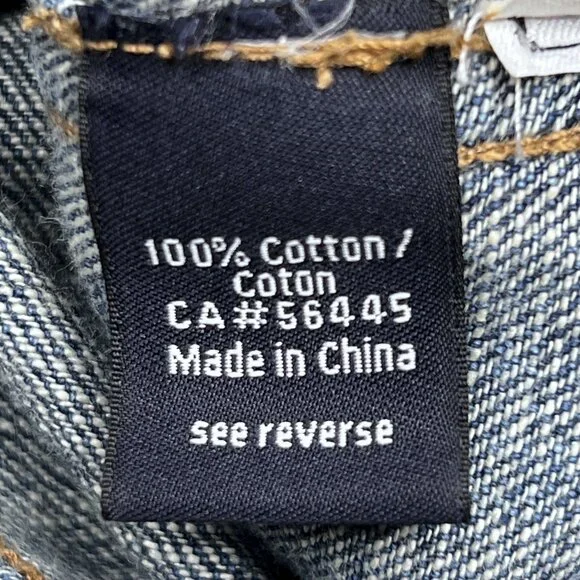 100% Cotton /
Coton
CA#56445
Made in China
see reverse